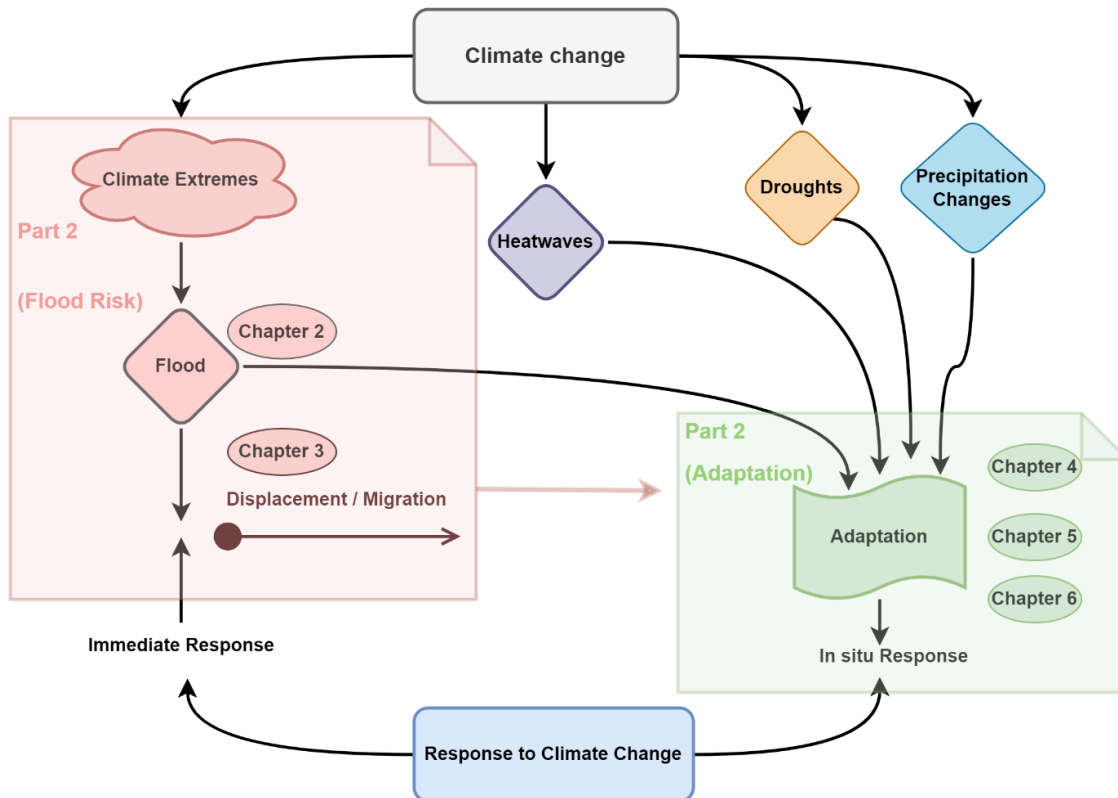 Climate change
Climate Extremes
Part 2
(Flood Risk)
Chapter 2
Flood
Chapter 3
Displacement / Migration
Immediate Response
Heatwaves
Droughts
Precipitation
Changes
Part 2
(Adaptation)
Adaptation
Chapter 4
Chapter 5
Chapter 6
In situ Response
Response to Climate Change